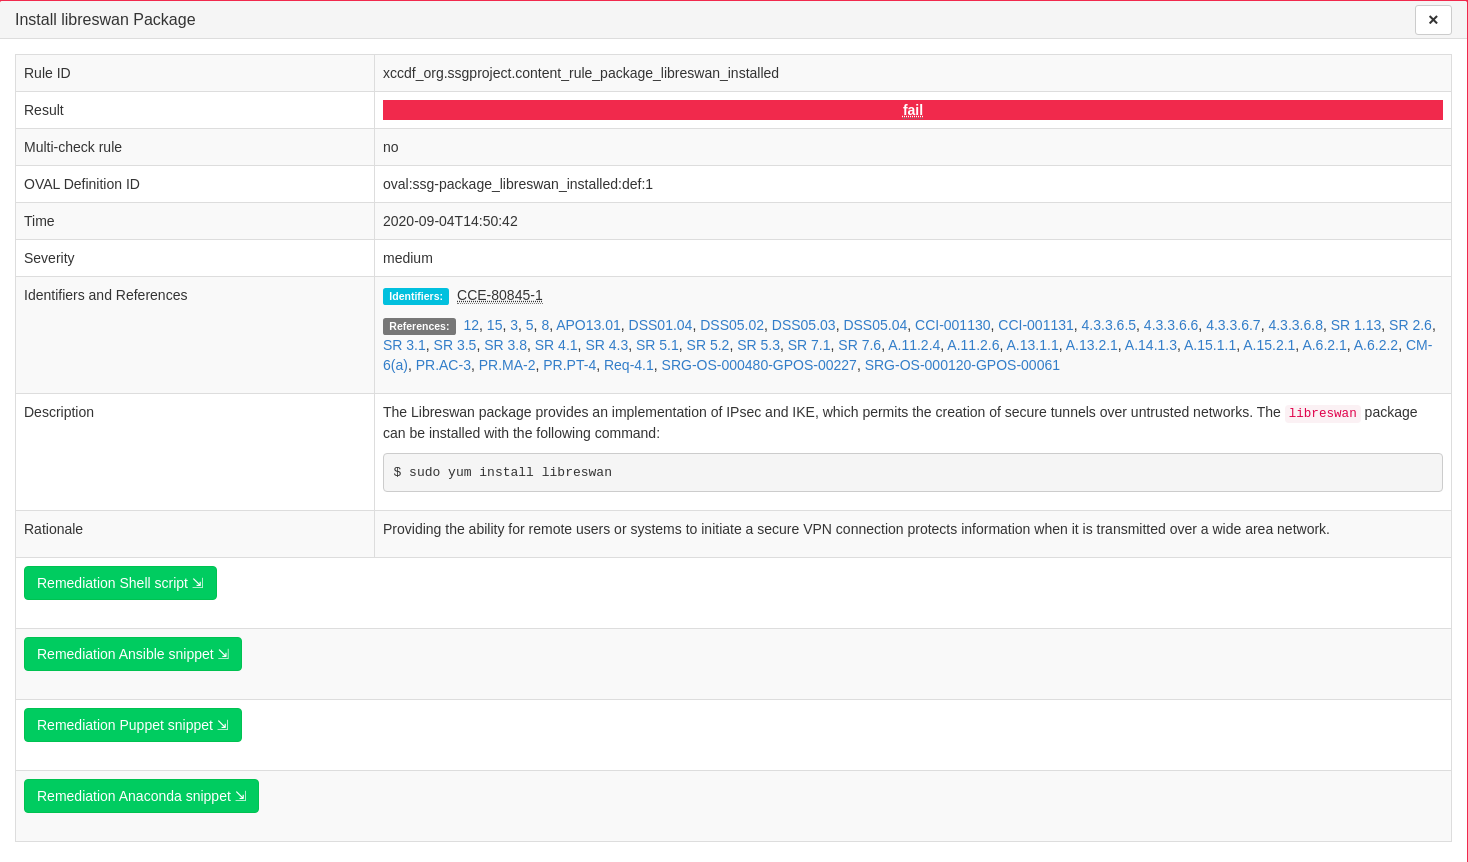 Install libreswan Package
×
Rule ID
xccdf_org.ssgproject.content_rule_package_libreswan_installed
Result
fail
Multi-check rule
no
OVAL Definition ID
oval:ssg-package_libreswan_installed:def:1
Time
2020-09-04T14:50:42
Severity
medium
Identifiers and References
Identifiers: CCE-80845-1
References: 12, 15, 3, 5, 8, APO13.01, DSS01.04, DSS05.02, DSS05.03, DSS05.04, CCI-001130, CCI-001131, 4.3.3.6.5, 4.3.3.6.6, 4.3.3.6.7, 4.3.3.6.8, SR 1.13, SR 2.6,
SR 3.1, SR 3.5, SR 3.8, SR 4.1, SR 4.3, SR 5.1, SR 5.2, SR 5.3, SR 7.1, SR 7.6, A.11.2.4, A.11.2.6, A.13.1.1, A.13.2.1, A.14.1.3, A.15.1.1, A.15.2.1, A.6.2.1, A.6.2.2, CM-
6(a), PR.AC-3, PR.MA-2, PR.PT-4, Req-4.1, SRG-OS-000480-GPOS-00227, SRG-OS-000120-GPOS-00061
Description
The Libreswan package provides an implementation of IPsec and IKE, which permits the creation of secure tunnels over untrusted networks. The libreswan package
can be installed with the following command:
$ sudo yum install libreswan
Rationale
Providing the ability for remote users or systems to initiate a secure VPN connection protects information when it is transmitted over a wide area network.
Remediation Shell script ⇲
Remediation Ansible snippet ⇲
Remediation Puppet snippet ⇲
Remediation Anaconda snippet ⇲